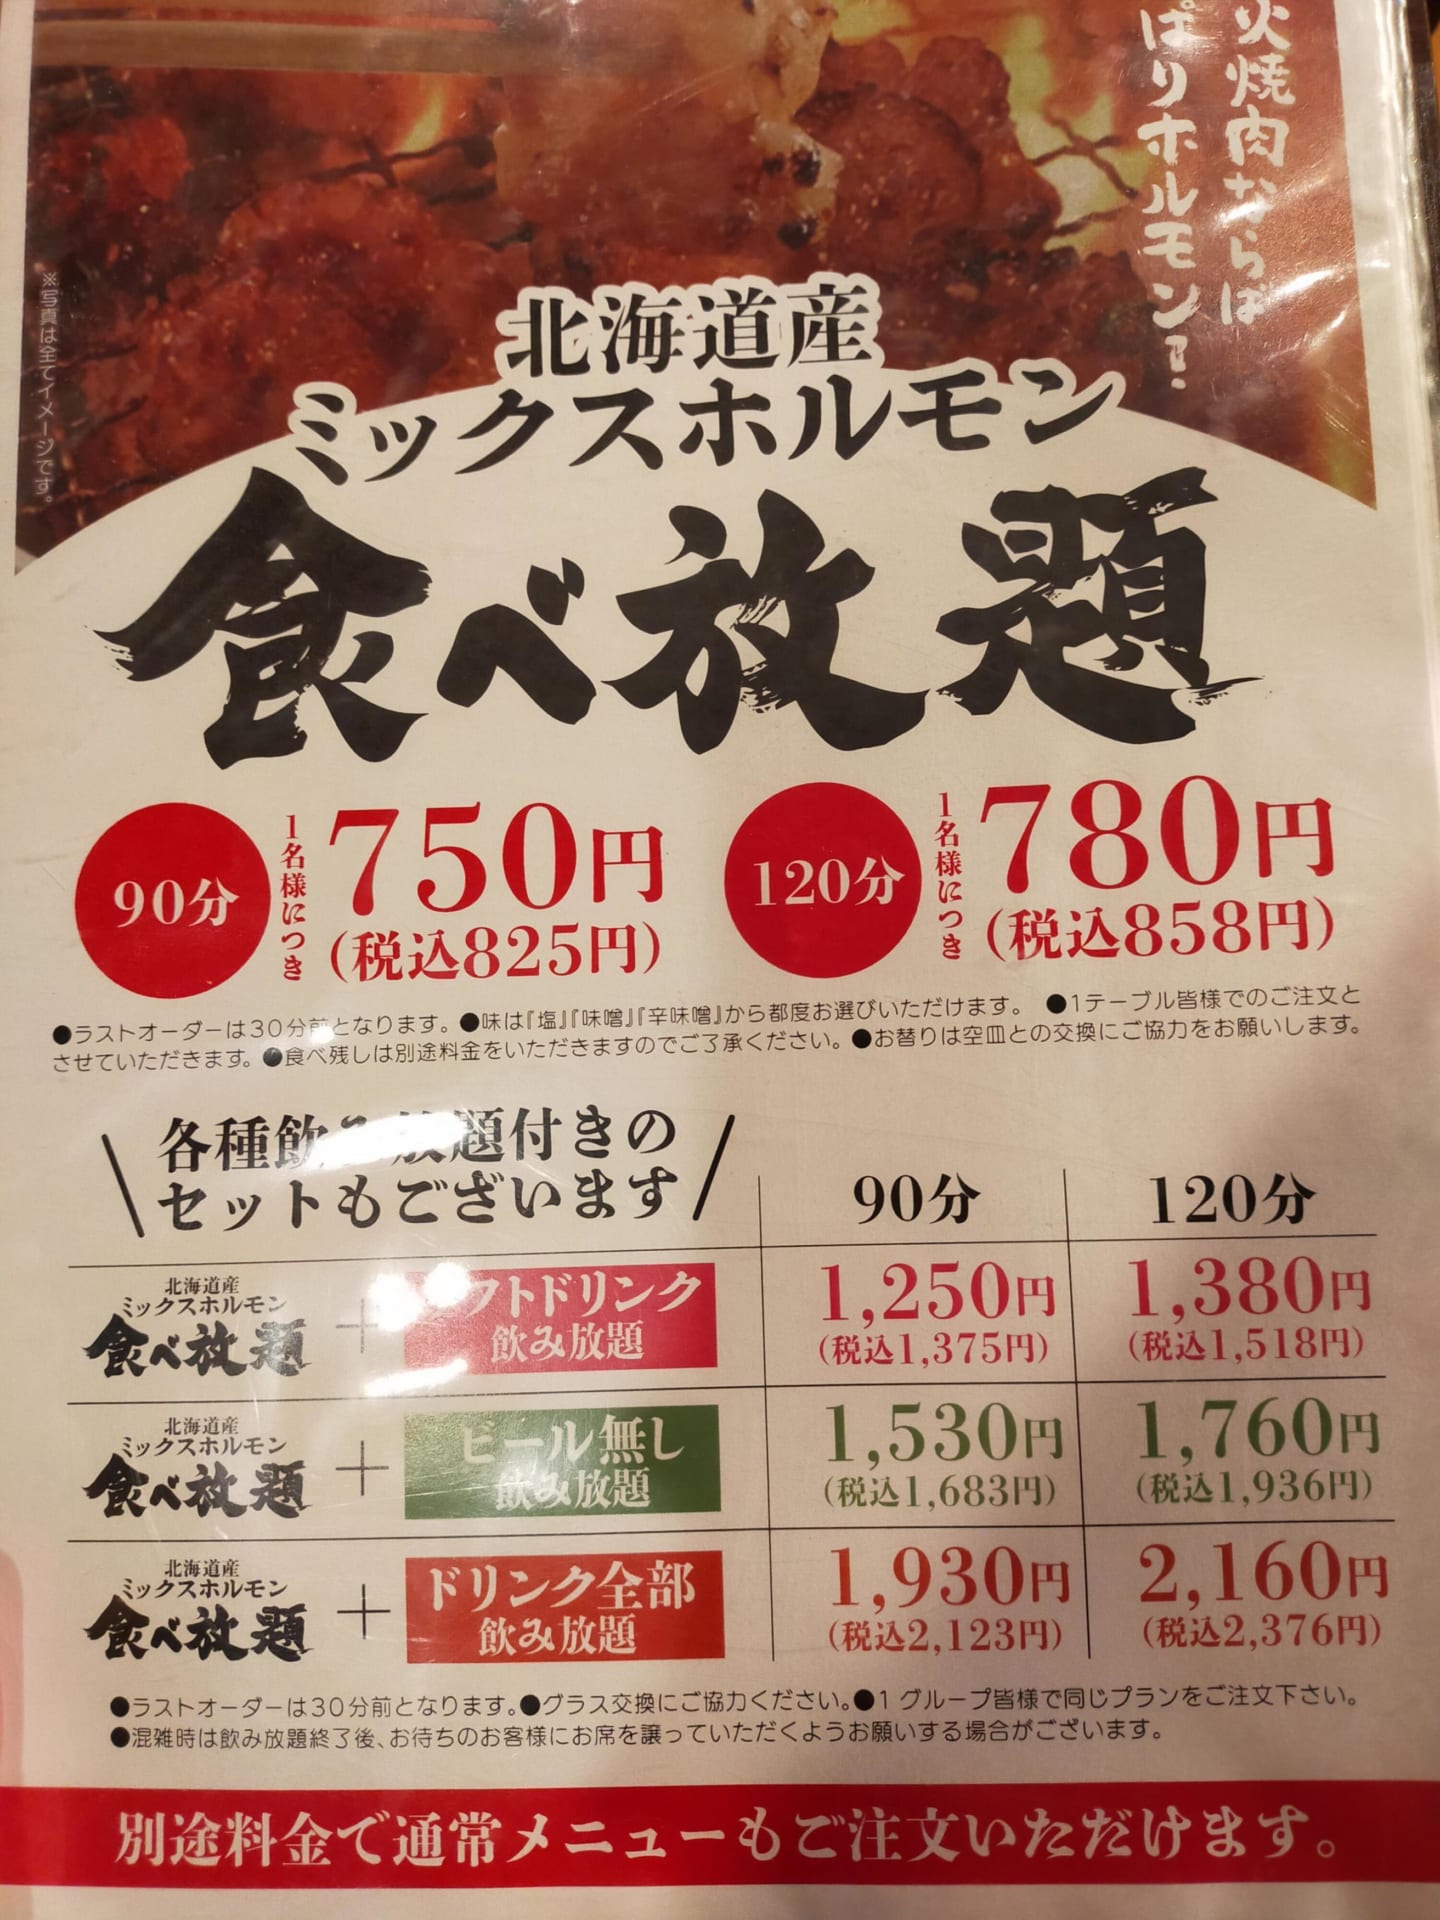 火焼肉ならば
ぱりホルモン?
※写真は全てイメージです。
北海道産
ミックスホルモン
食べ放題
90分
1名様につき
750円
(税込825円)
120分
1名様につき
780円
(税込858円)
●ラストオーダーは30分前となります。●味は『塩』『味噌』『辛味噌』から都度お選びいただけます。 ●1テーブル皆様でのご注文と
させていただきます。●食べ残しは別途料金をいただきますのでご了承ください。●お替りは空皿との交換にご協力をお願いします。
各種飲み放題付きの
セットもございます
90分 120分
北海道産
ミックスホルモン
食べ放題
+
ソフトドリンク
飲み放題
1,250円
(税込1,375円)
1,380円
(税込1,518円)
北海道産
ミックスホルモン
食べ放題
+
ビール無し
飲み放題
1,530円
(税込1,683円)
1,760円
(税込1,936円)
北海道産
ミックスホルモン
食べ放題
+
ドリンク全部
飲み放題
1,930円
(税込2,123円)
2,160円
(税込2,376円)
●ラストオーダーは30分前となります。●グラス交換にご協力ください。●1グループ皆様で同じプランをご注文下さい。
●混雑時は飲み放題終了後、お待ちのお客様にお席を譲っていただくようお願いする場合がございます。
別途料金で通常メニューもご注文いただけます。